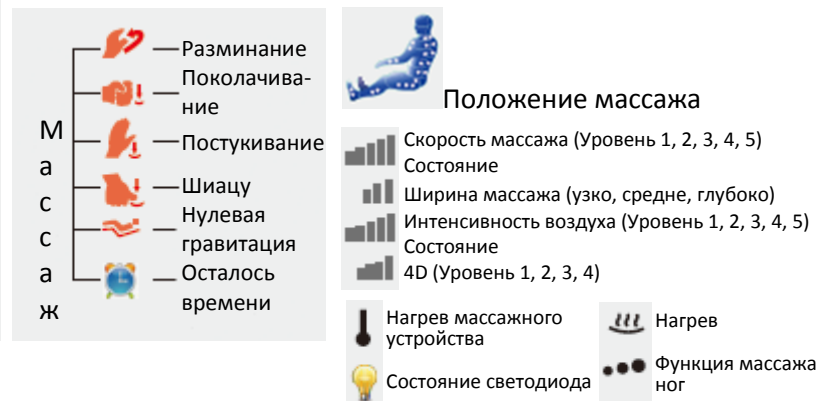 Массаж
Разминание
Поколачива-
ние
Постукивание
Шиацу
Нулевая
гравитация
Осталось
времени
Положение массажа
Скорость массажа (Уровень 1, 2, 3, 4, 5)
Состояние
Ширина массажа (узко, средне, глубоко)
Интенсивность воздуха (Уровень 1, 2, 3, 4, 5)
Состояние
4D (Уровень 1, 2, 3, 4)
Нагрев массажного
устройства
Нагрев
Состояние светодиода
Функция массажа
ног